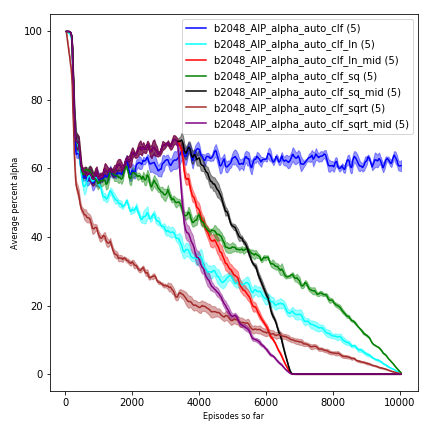 100
80
60
40
20
0
Average percent alpha
b2048_AIP_alpha_auto_clf (5)
b2048_AIP_alpha_auto_clf_ln (5)
b2048_AIP_alpha_auto_clf_ln_mid (5)
b2048_AIP_alpha_auto_clf_sq (5)
b2048_AIP_alpha_auto_clf_sq_mid (5)
b2048_AIP_alpha_auto_clf_sqrt (5)
b2048_AIP_alpha_auto_clf_sqrt_mid (5)
0 2000 4000 6000 8000 10000
Episodes so far